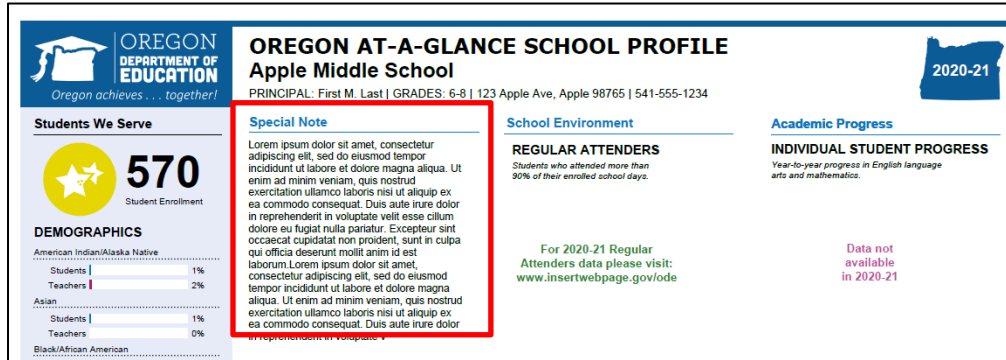 OREGON
DEPARTMENT OF
EDUCATION
Oregon achieves . . . together!
OREGON AT-A-GLANCE SCHOOL PROFILE
Apple Middle School
PRINCIPAL: First M. Last | GRADES: 6-8 | 123 Apple Ave, Apple 98765 | 541-555-1234
2020-21
Students We Serve
570
Student Enrollment
DEMOGRAPHICS
American Indian/Alaska Native
Students 1%
Teachers 2%
Asian
Students 1%
Teachers 0%
Black/African American
Special Note
Lorem ipsum dolor sit amet, consectetur
adipiscing elit, sed do eiusmod tempor
incididunt ut labore et dolore magna aliqua. Ut
enim ad minim veniam, quis nostrud
exercitation ullamco laboris nisi ut aliquip ex
ea commodo consequat. Duis aute irure dolor
in reprehenderit in voluptate velit esse cillum
dolore eu fugiat nulla pariatur. Excepteur sint
occaecat cupidatat non proident, sunt in culpa
qui officia deserunt mollit anim id est
laborum.Lorem ipsum dolor sit amet,
consectetur adipiscing elit, sed do eiusmod
tempor incididunt ut labore et dolore magna
aliqua. Ut enim ad minim veniam, quis nostrud
exercitation ullamco laboris nisi ut aliquip ex
ea commodo consequat. Duis aute irure dolor
in reprehenderit in voluptate v
School Environment
REGULAR ATTENDERS
Students who attended more than
90% of their enrolled school days.
For 2020-21 Regular
Attenders data please visit:
www.insertwebpage.gov/ode
Academic Progress
INDIVIDUAL STUDENT PROGRESS
Year-to-year progress in English language
arts and mathematics.
Data not
available
in 2020-21